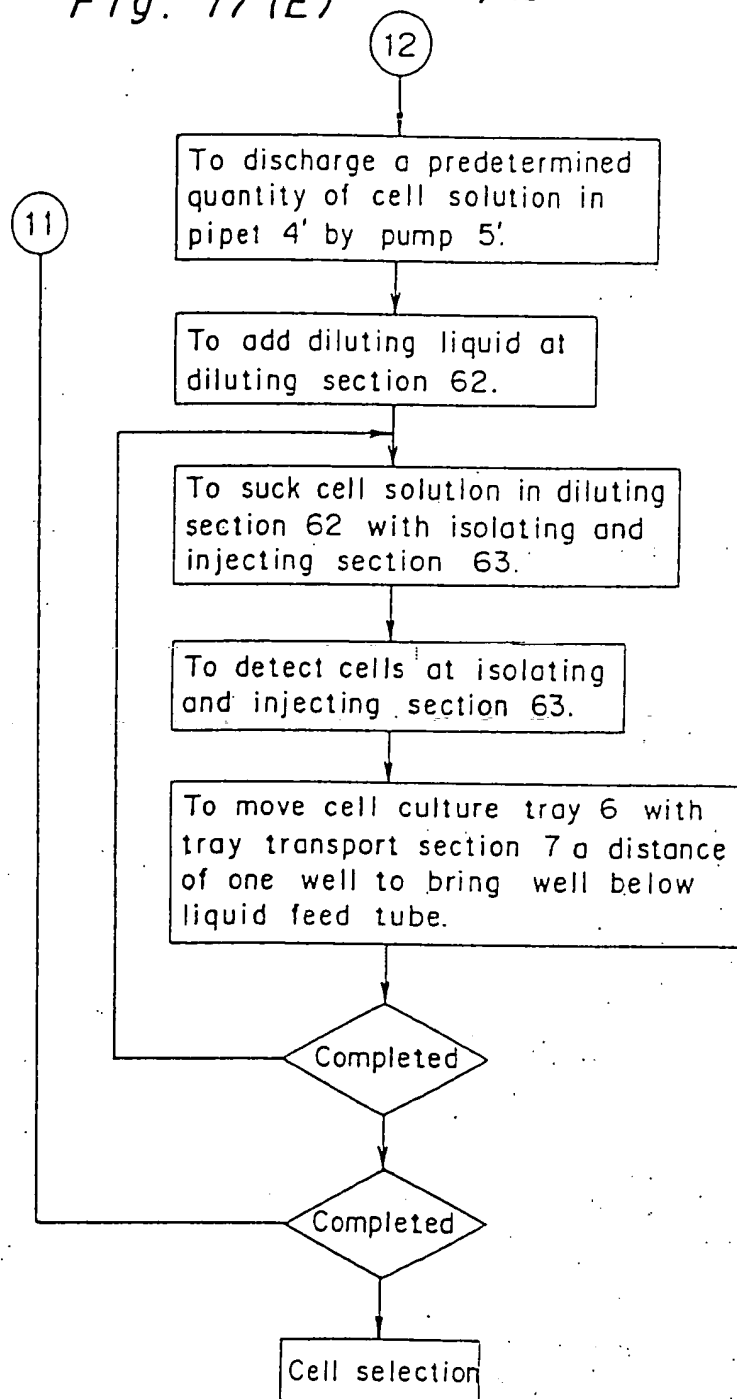 Fig. 17 (E)
12
To discharge a predetermined
quantity of cell solution in
pipet 4' by pump 5'.
11
To add diluting liquid at
diluting section 62.
To suck cell solution in diluting
section 62 with isolating and
injecting section 63.
To detect cells at isolating
and injecting section 63.
To move cell culture tray 6 with
tray transport section 7 a distance
of one well to bring well below
liquid feed tube.
Completed
Completed
Cell selection